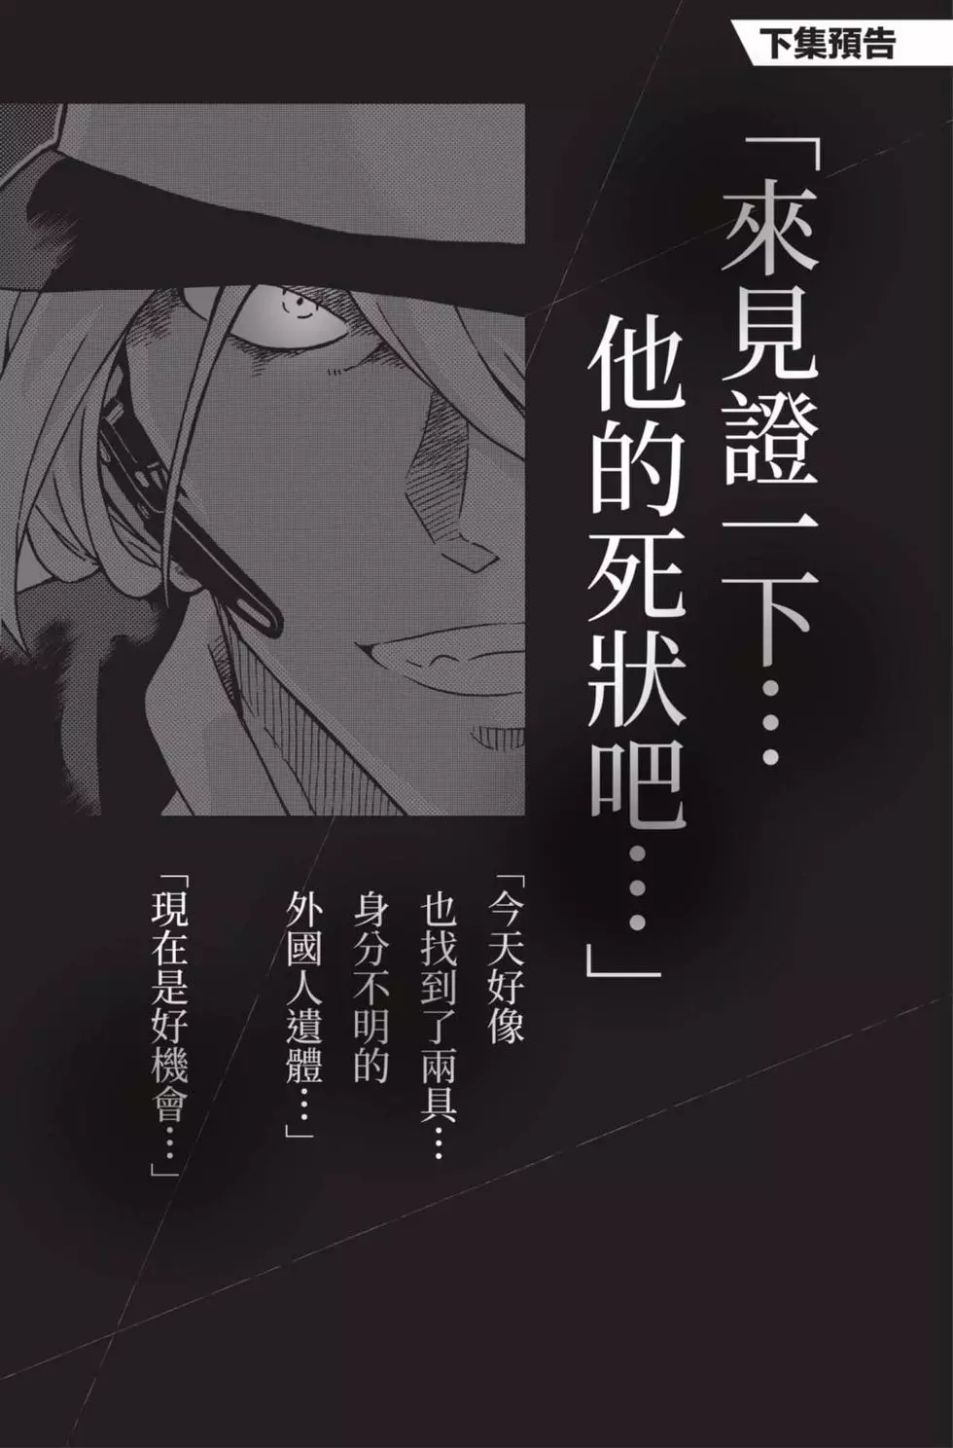 下集預告
「來見證一下…
他的死狀吧…」
「今天好像
也找到了兩具…
身分不明的
外國人遺體…」
「現在是好機會…」